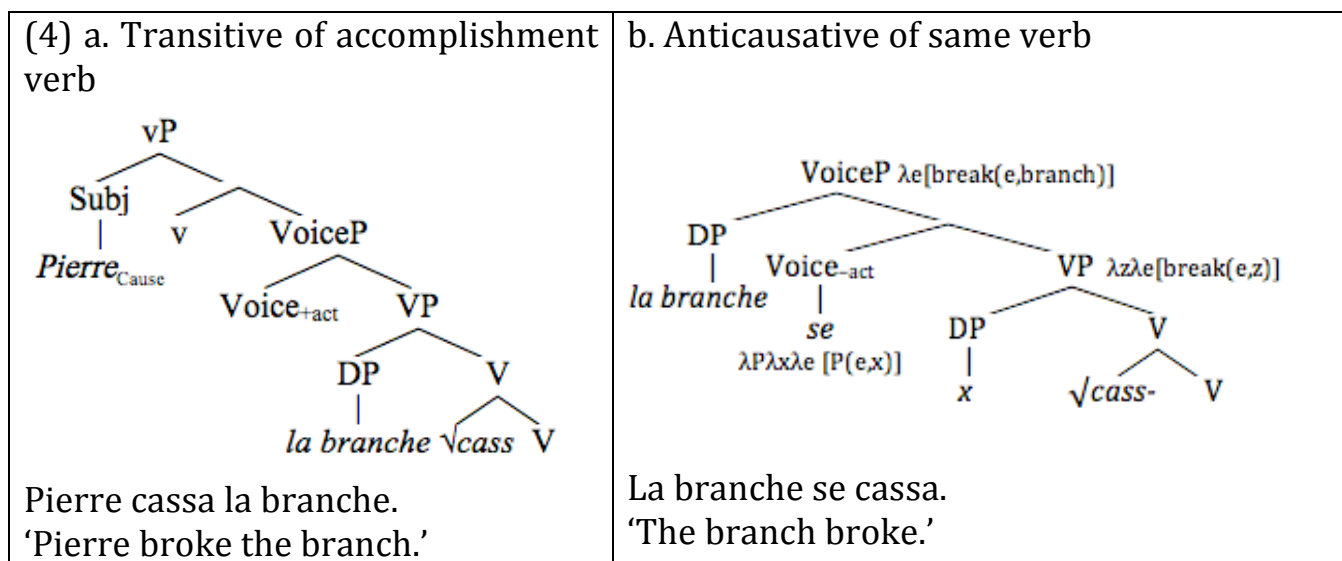 (4) a. Transitive of accomplishment
verb
vP
Subj
v
VoiceP
Pierre_Cause
Voice_+act
VP
DP
V
la branche
√cass
V
Pierre cassa la branche.
‘Pierre broke the branch.’
b. Anticausative of same verb
VoiceP λe[break(e,branch)]
DP
Voice_–act
VP λzλe[break(e,z)]
la branche
se
DP
V
λPλxλe [P(e,x)]
x
√cass-
V
La branche se cassa.
‘The branch broke.’